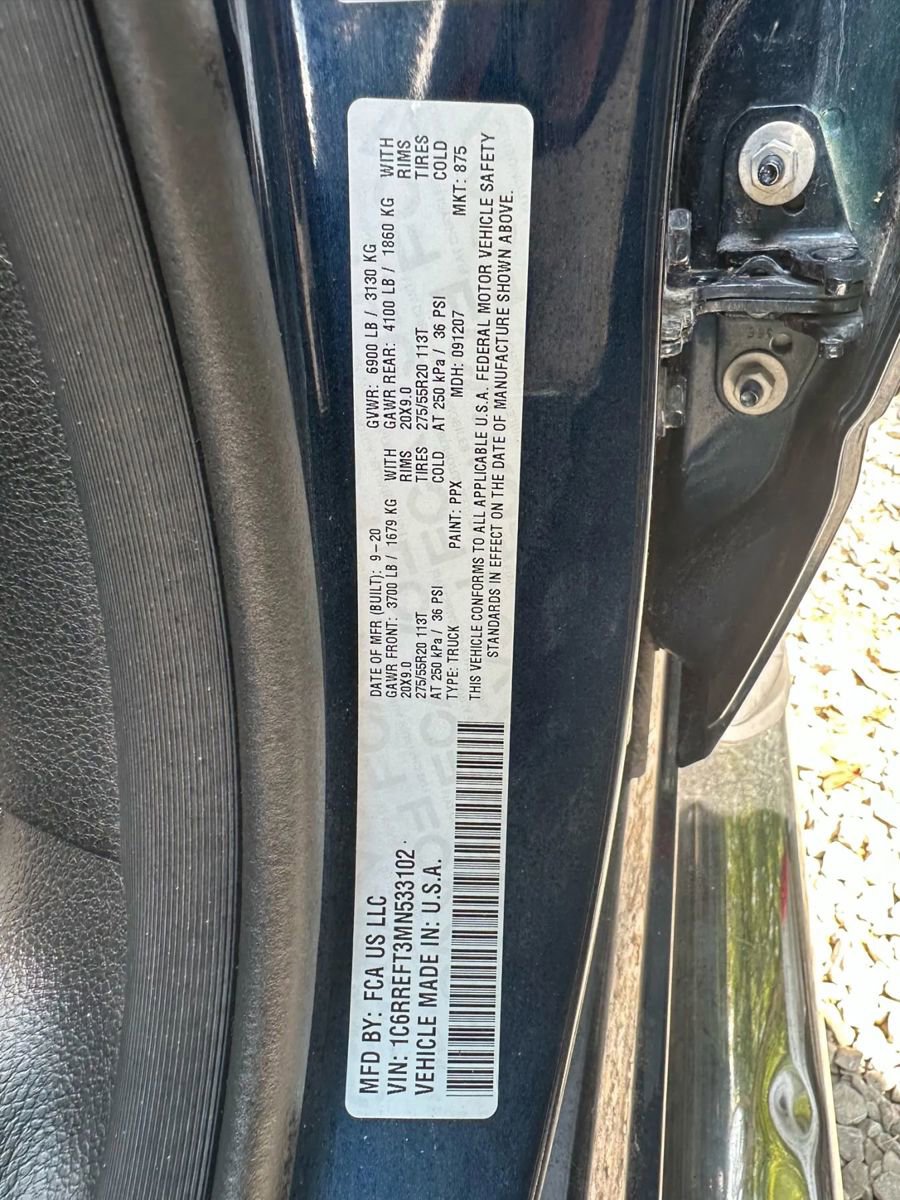 MFD BY: FCA US LLC
VIN: 1C6RREFT3MN533102
VEHICLE MADE IN: U.S.A.
DATE OF MFR (BUILT): 9-20 GVWR: 6900 LB / 3130 KG
GAWR FRONT: 3700 LB / 1679 KG WITH GAWR REAR: 4100 LB / 1860 KG WITH
20X9.0 RIMS 20X9.0 RIMS
275/55R20 113T TIRES 275/55R20 113T TIRES
AT 250 kPa / 36 PSI COLD AT 250 kPa / 36 PSI COLD
TYPE: TRUCK PAINT: PPX MDH: 091207 MKT: 875
THIS VEHICLE CONFORMS TO ALL APPLICABLE U.S.A. FEDERAL MOTOR VEHICLE SAFETY
STANDARDS IN EFFECT ON THE DATE OF MANUFACTURE SHOWN ABOVE.